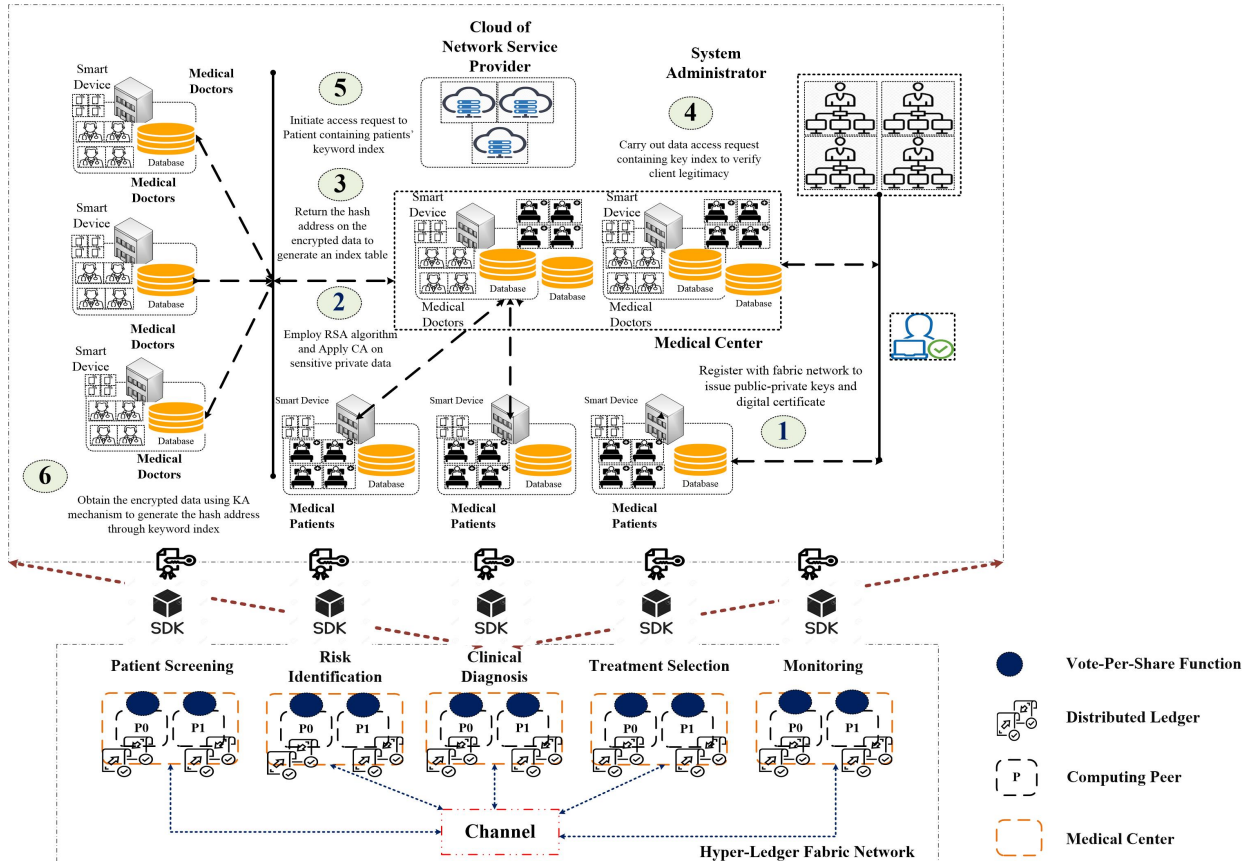 Cloud of
Network Service
Provider
System
Administrator
Smart
Device
Medical
Doctors
Database
Medical
Doctors
5
Initiate access request to
Patient containing patients'
keyword index
4
Carry out data access request
containing key index to verify
client legitimacy
3
Return the hash
address on the
encrypted data to
generate an index table
Smart
Device
Database
Medical
Doctors
Smart
Device
Database
Medical
Doctors
Smart
Device
Database
Medical
Doctors
Smart
Device
Database
Medical
Doctors
Medical Center
2
Employ RSA algorithm
and Apply CA on
sensitive private data
Register with fabric network to
issue public-private keys and
digital certificate
1
Smart Device
Database
Medical
Patients
Smart Device
Database
Medical
Patients
Smart Device
Database
Medical
Patients
6
Obtain the encrypted data using KA
mechanism to generate the hash address
through keyword index
SDK
SDK
SDK
SDK
SDK
Patient Screening
Risk
Identification
Clinical
Diagnosis
Treatment Selection
Monitoring
P0
P1
P0
P1
P0
P1
P0
P1
P0
P1
Channel
Hyper-Ledger Fabric Network
Vote-Per-Share Function
Distributed Ledger
P
Computing Peer
Medical Center